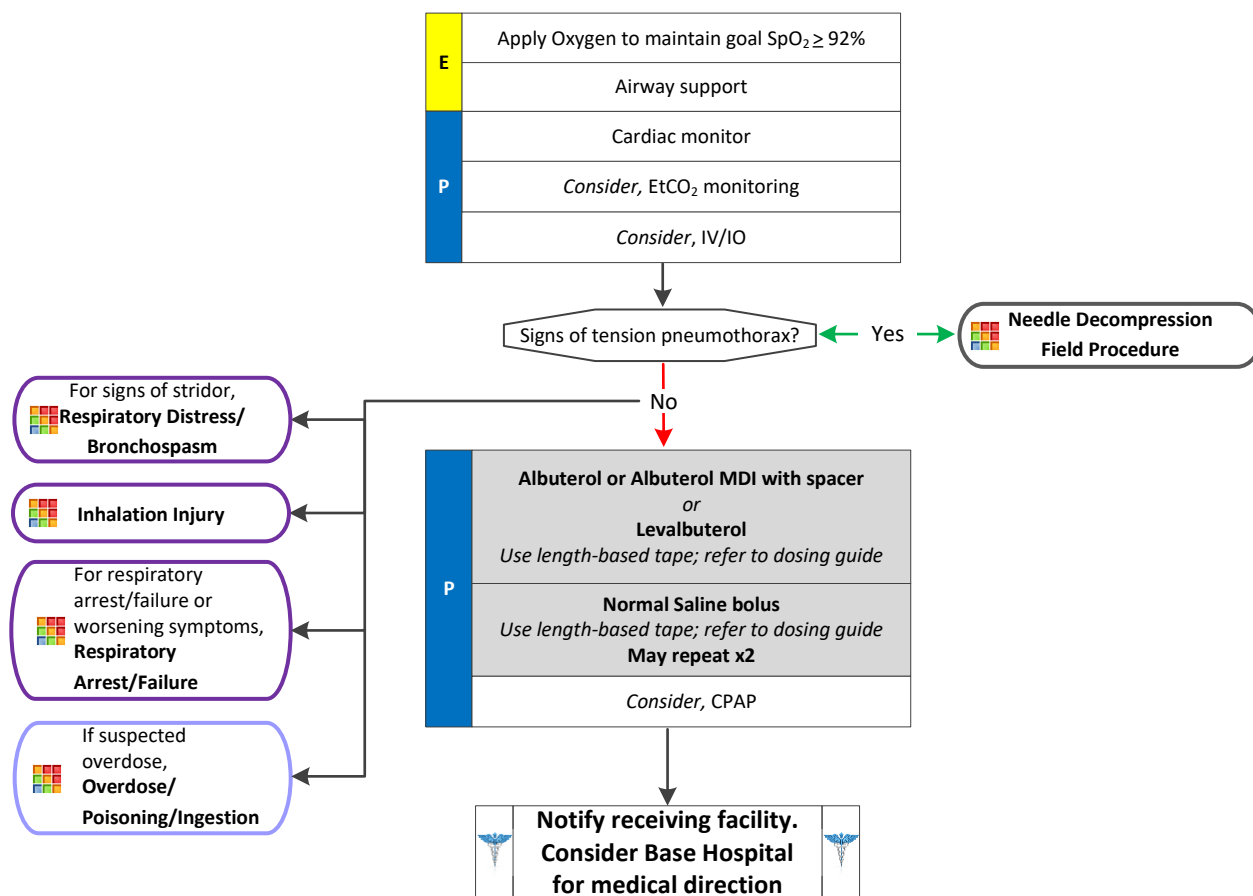 E
Apply Oxygen to maintain goal SpO₂ ≥ 92%
Airway support
P
Cardiac monitor
Consider, EtCO₂ monitoring
Consider, IV/IO
Signs of tension pneumothorax?
Yes
Needle Decompression
Field Procedure
No
For signs of stridor,
Respiratory Distress/
Bronchospasm
Inhalation Injury
For respiratory
arrest/failure or
worsening symptoms,
Respiratory
Arrest/Failure
If suspected
overdose,
Overdose/
Poisoning/Ingestion
P
Albuterol or Albuterol MDI with spacer
or
Levalbuterol
Use length-based tape; refer to dosing guide
Normal Saline bolus
Use length-based tape; refer to dosing guide
May repeat x2
Consider, CPAP
Notify receiving facility.
Consider Base Hospital
for medical direction